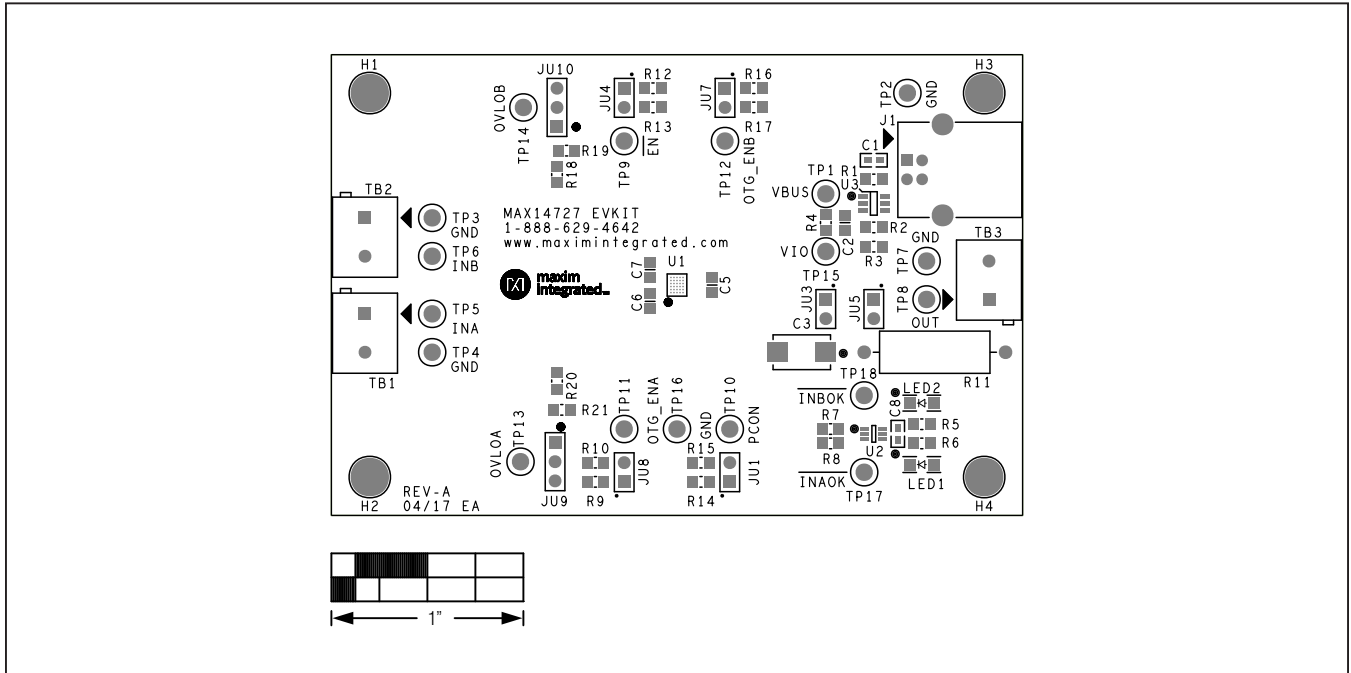 H1
H3
JU10
OVLOB
TP14
R19
R18
JU4
R12
R13
TP9
EN
JU7
R16
R17
TP12
OTG_ENB
TP2
GND
J1
C1
R1
U3
TP1
VBUS
R4
C2
R2
R3
VIO
TP15
TB2
TP3
GND
TP6
INB
TP5
INA
TP4
GND
TB1
MAX14727 EVKIT
1-888-629-4642
www.maximintegrated.com
maxim
integrated™
C7
U1
C6
C5
GND
TP7
TB3
TP8
OUT
JU3
JU5
C3
R11
R20
R21
TP13
OVLOA
JU9
TP11
OTG_ENA
TP16
GND
TP10
PCON
R10
R9
JU8
R15
R14
JU1
TP18
INBOK
LED2
R7
R8
C8
R5
R6
U2
INAOK
TP17
LED1
H2
REV-A
04/17 EA
H4
1"